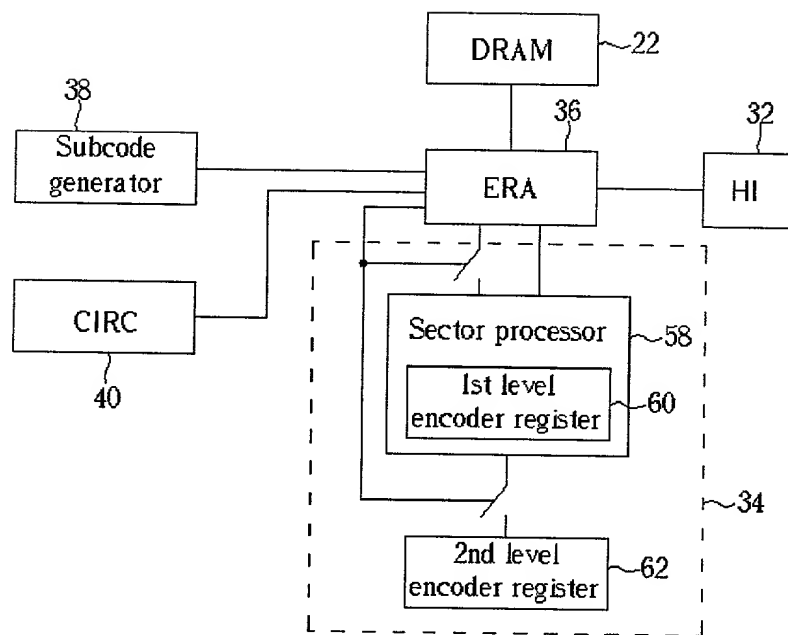 DRAM
22
38
Subcode
generator
36
ERA
32
HI
CIRC
40
Sector processor
58
1st level
encoder register
60
34
2nd level
encoder register
62